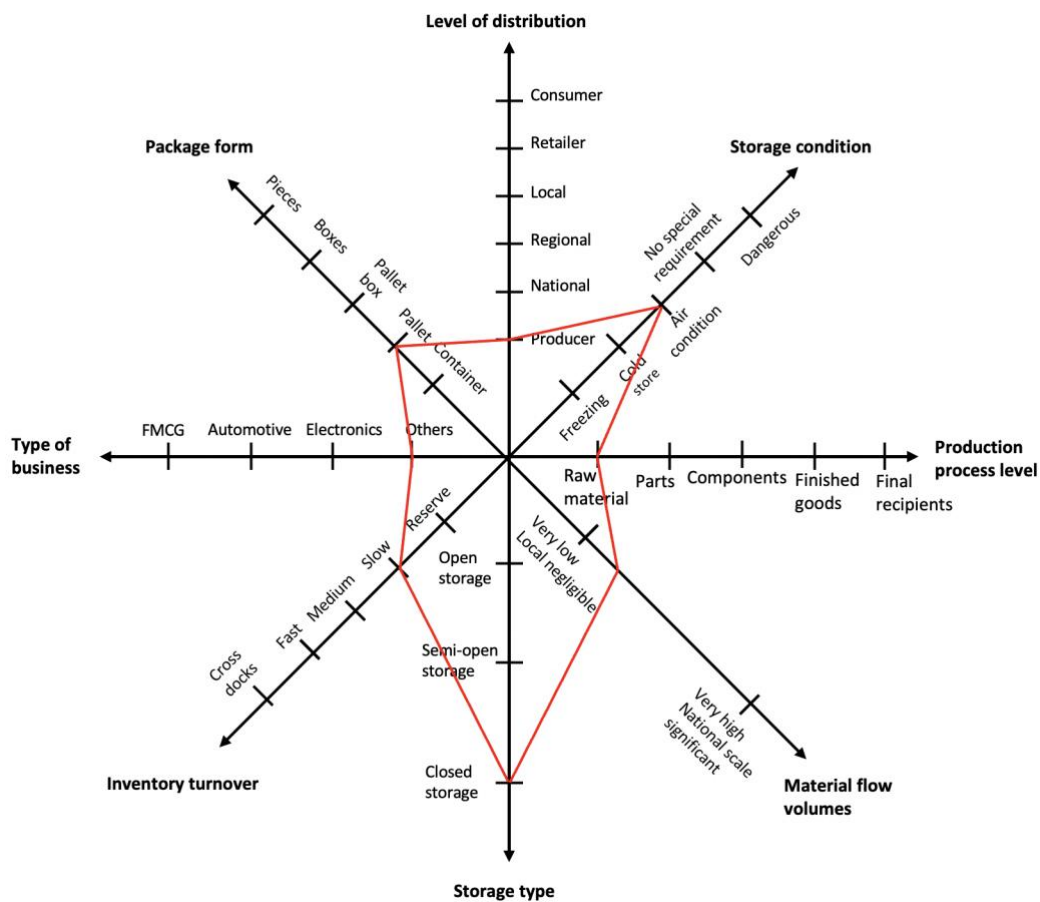 Level of distribution
Consumer
Package form
Retailer
Storage condition
Pieces
Local
Boxes
No special
requirement
Dangerous
Regional
Pallet
box
National
Pallet
Air
condition
Container
Producer
Cold
store
Freezing
FMCG
Automotive
Electronics
Others
Type of
business
Production
process level
Raw
material
Parts
Components
Finished
goods
Final
recipients
Reserve
Very low
Local negligible
Slow
Open
storage
Medium
Fast
Semi-open
storage
Cross
docks
Very high
National scale
significant
Inventory turnover
Closed
storage
Material flow
volumes
Storage type